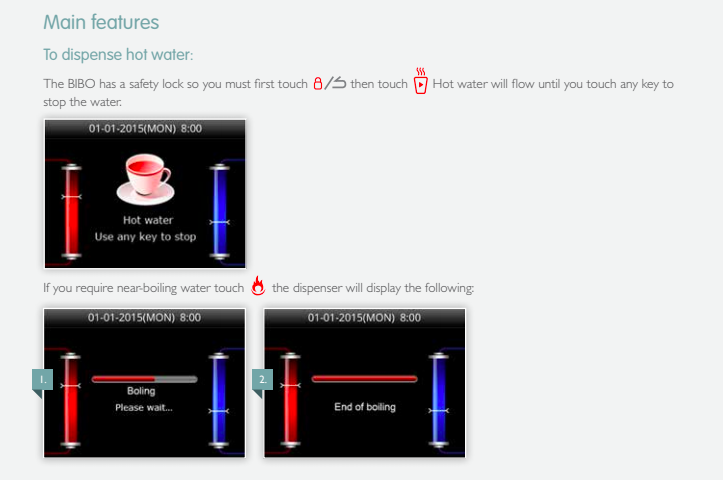 Main features
To dispense hot water:
The BIBO has a safety lock so you must first touch / then touch Hot water will flow until you touch any key to
stop the water.
01-01-2015(MON) 8:00
Hot water
Use any key to stop
If you require near-boiling water touch the dispenser will display the following:
01-01-2015(MON) 8:00
1.
Boling
Please wait...
01-01-2015(MON) 8:00
2.
End of boiling